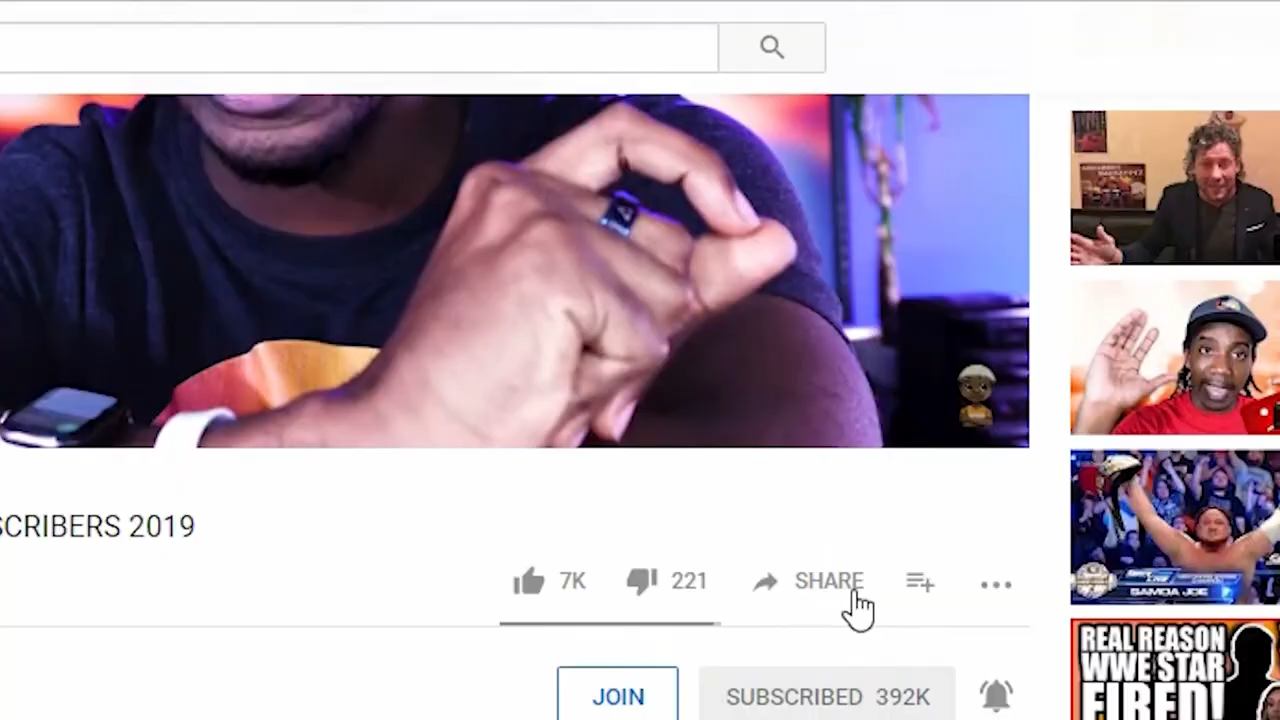 SCRIBERS 2019
7K 221 SHARE
JOIN SUBSCRIBED 392K
SAMOA JOE
REAL REASON
WWE STAR
FIRED!